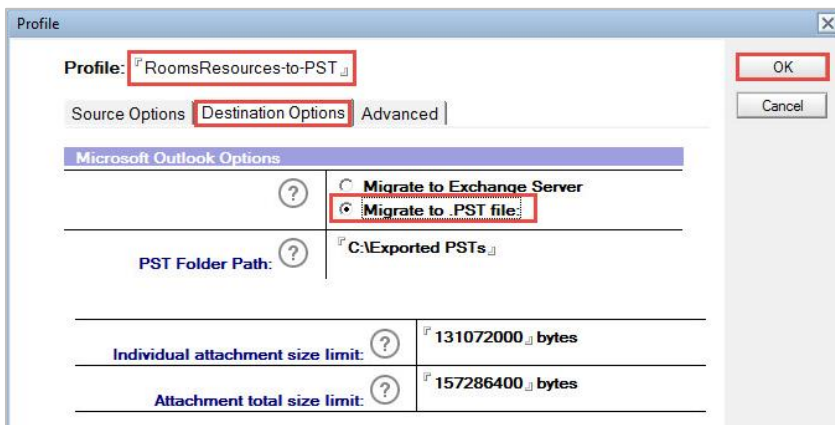 Profile
Profile: RoomsResources-to-PST
OK
Source Options Destination Options Advanced
Cancel
Microsoft Outlook Options
? Migrate to Exchange Server
Migrate to .PST file:
PST Folder Path: ? C:\Exported PSTs
Individual attachment size limit: ? 131072000 bytes
Attachment total size limit: ? 157286400 bytes